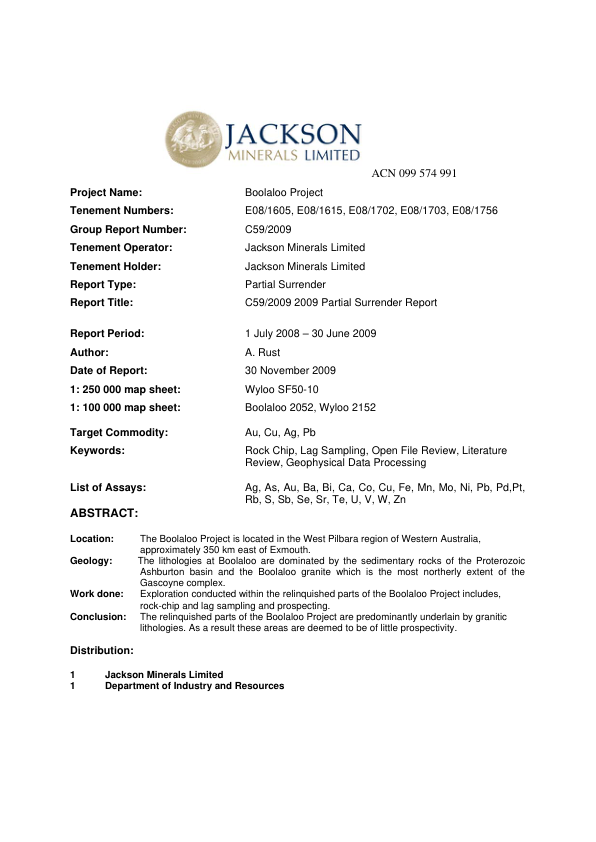 JACKSON
MINERALS LIMITED
ACN 099 574 991
Project Name: Boolaloo Project
Tenement Numbers: E08/1605, E08/1615, E08/1702, E08/1703, E08/1756
Group Report Number: C59/2009
Tenement Operator: Jackson Minerals Limited
Tenement Holder: Jackson Minerals Limited
Report Type: Partial Surrender
Report Title: C59/2009 2009 Partial Surrender Report
Report Period: 1 July 2008 – 30 June 2009
Author: A. Rust
Date of Report: 30 November 2009
1: 250 000 map sheet: Wyloo SF50-10
1: 100 000 map sheet: Boolaloo 2052, Wyloo 2152
Target Commodity: Au, Cu, Ag, Pb
Keywords: Rock Chip, Lag Sampling, Open File Review, Literature
Review, Geophysical Data Processing
List of Assays: Ag, As, Au, Ba, Bi, Ca, Co, Cu, Fe, Mn, Mo, Ni, Pb, Pd,Pt,
Rb, S, Sb, Se, Sr, Te, U, V, W, Zn
ABSTRACT:
Location: The Boolaloo Project is located in the West Pilbara region of Western Australia,
approximately 350 km east of Exmouth.
Geology: The lithologies at Boolaloo are dominated by the sedimentary rocks of the Proterozoic
Ashburton basin and the Boolaloo granite which is the most northerly extent of the
Gascoyne complex.
Work done: Exploration conducted within the relinquished parts of the Boolaloo Project includes,
rock-chip and lag sampling and prospecting.
Conclusion: The relinquished parts of the Boolaloo Project are predominantly underlain by granitic
lithologies. As a result these areas are deemed to be of little prospectivity.
Distribution:
1 Jackson Minerals Limited
1 Department of Industry and Resources